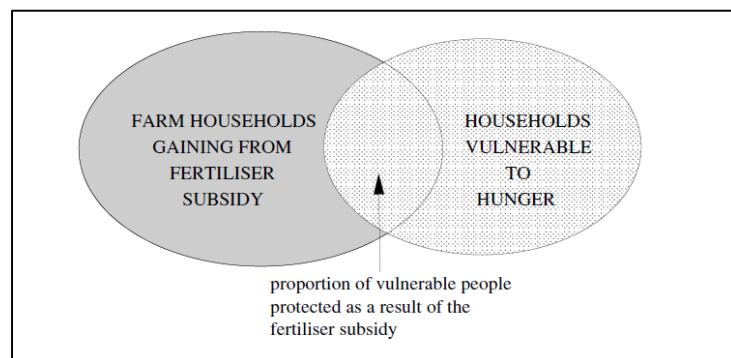 FARM HOUSEHOLDS
GAINING FROM
FERTILISER
SUBSIDY
HOUSEHOLDS
VULNERABLE
TO
HUNGER
proportion of vulnerable people
protected as a result of the
fertiliser subsidy